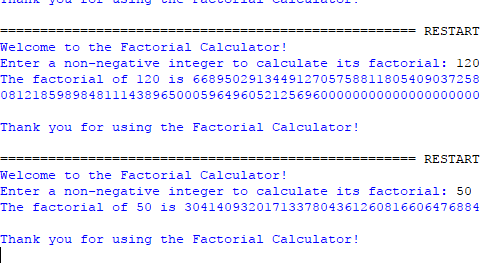 Thank you for using the Factorial Calculator!
==================================================== RESTART
Welcome to the Factorial Calculator!
Enter a non-negative integer to calculate its factorial: 120
The factorial of 120 is 668950291344912705758811805409037258
081218598984811143896500059649605212569600000000000000000000
Thank you for using the Factorial Calculator!
==================================================== RESTART
Welcome to the Factorial Calculator!
Enter a non-negative integer to calculate its factorial: 50
The factorial of 50 is 3041409320171337804361260816606476884
Thank you for using the Factorial Calculator!